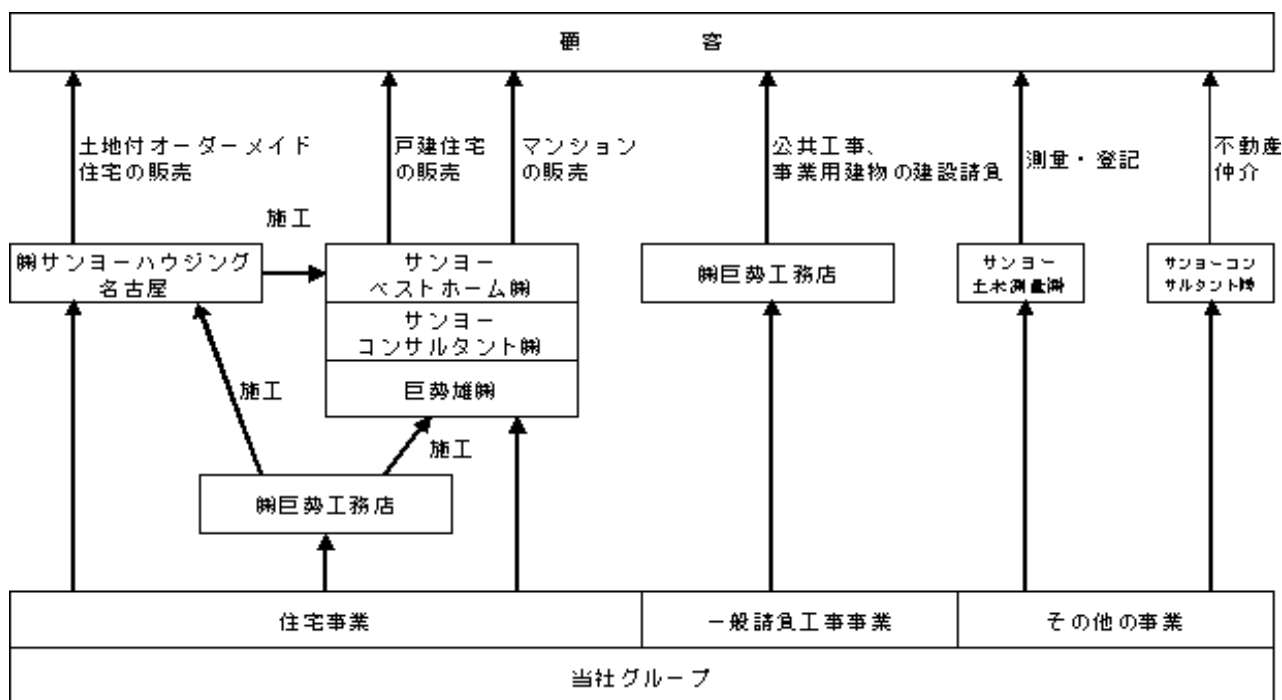 顧客
土地付オーダーメイド
住宅の販売
戸建住宅
の販売
マンション
の販売
公共工事、
事業用建物の建設請負
測量・登記
不動産
仲介
施工
㈱サンヨーハウジング
名古屋
サンヨー
ベストホーム㈱
サンヨー
コンサルタント㈱
巨勢雄㈱
㈱巨勢工務店
サンヨー
土木測量㈱
サンヨーコン
サルタント㈱
施工
施工
㈱巨勢工務店
住宅事業
一般請負工事事業
その他の事業
当社グループ